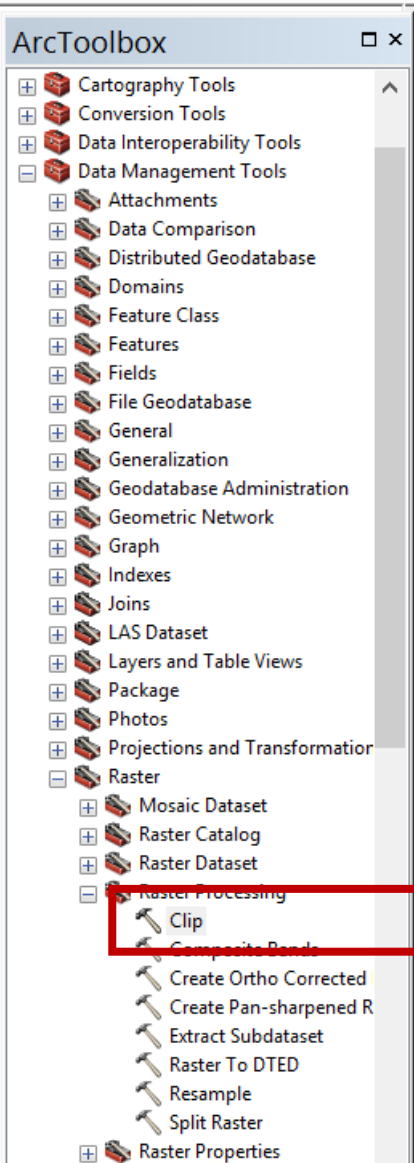 ArcToolbox
Cartography Tools
Conversion Tools
Data Interoperability Tools
Data Management Tools
Attachments
Data Comparison
Distributed Geodatabase
Domains
Feature Class
Features
Fields
File Geodatabase
General
Generalization
Geodatabase Administration
Geometric Network
Graph
Indexes
Joins
LAS Dataset
Layers and Table Views
Package
Photos
Projections and Transformation
Raster
Mosaic Dataset
Raster Catalog
Raster Dataset
Raster Processing
Clip
Composite Bands
Create Ortho Corrected
Create Pan-sharpened R
Extract Subdataset
Raster To DTED
Resample
Split Raster
Raster Properties